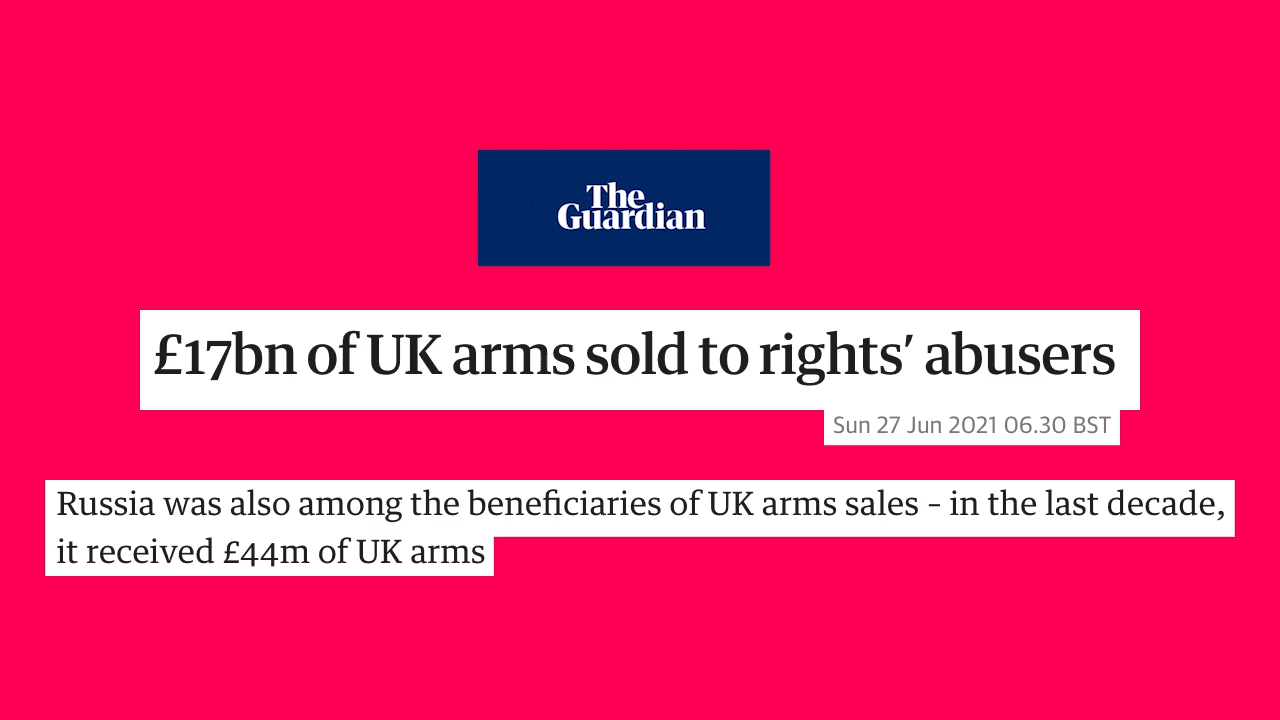 The
Guardian
£17bn of UK arms sold to rights’ abusers
Sun 27 Jun 2021 06.30 BST
Russia was also among the beneficiaries of UK arms sales – in the last decade,
it received £44m of UK arms